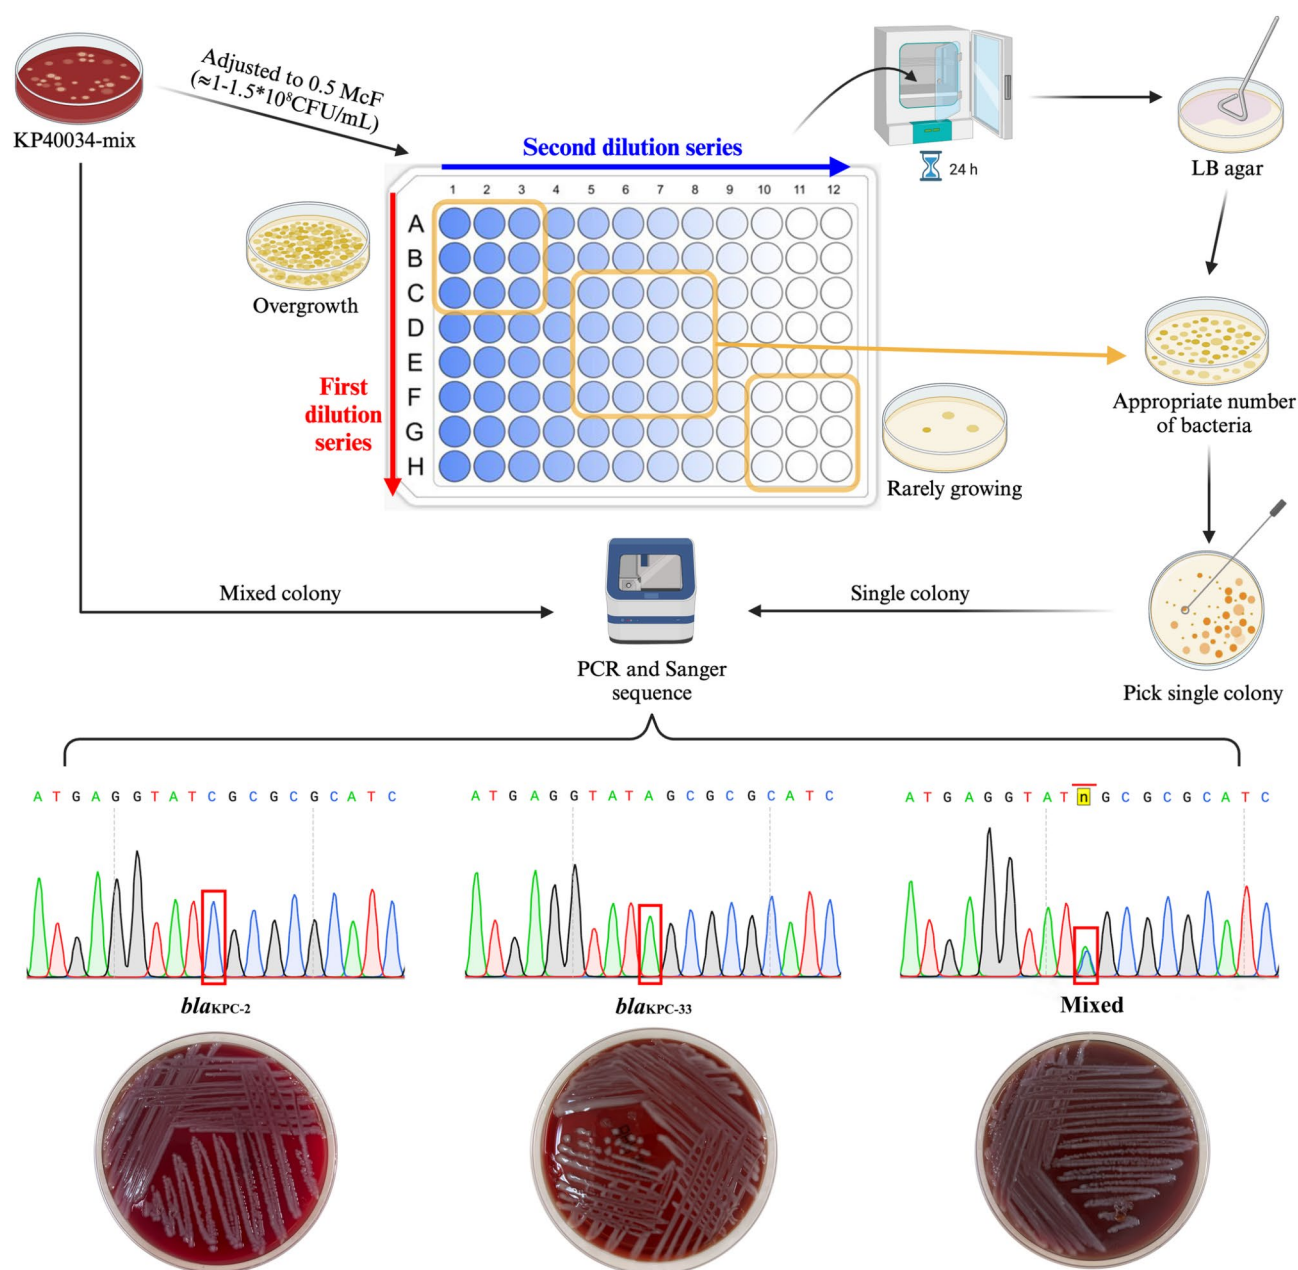 KP40034-mix
Adjusted to 0.5 McF
(≈1-1.5*10⁸CFU/mL)
24 h
LB agar
Second dilution series
1 2 3 4 5 6 7 8 9 10 11 12
A
B
C
D
E
F
G
H
Overgrowth
First
dilution
series
Appropriate number
of bacteria
Rarely growing
Mixed colony
Single colony
PCR and Sanger
sequence
Pick single colony
A T G A G G T A T C G C G C G C A T C
A T G A G G T A T A G C G C G C A T C
A T G A G G T A T n G C G C G C A T C
blaKPC-2
blaKPC-33
Mixed